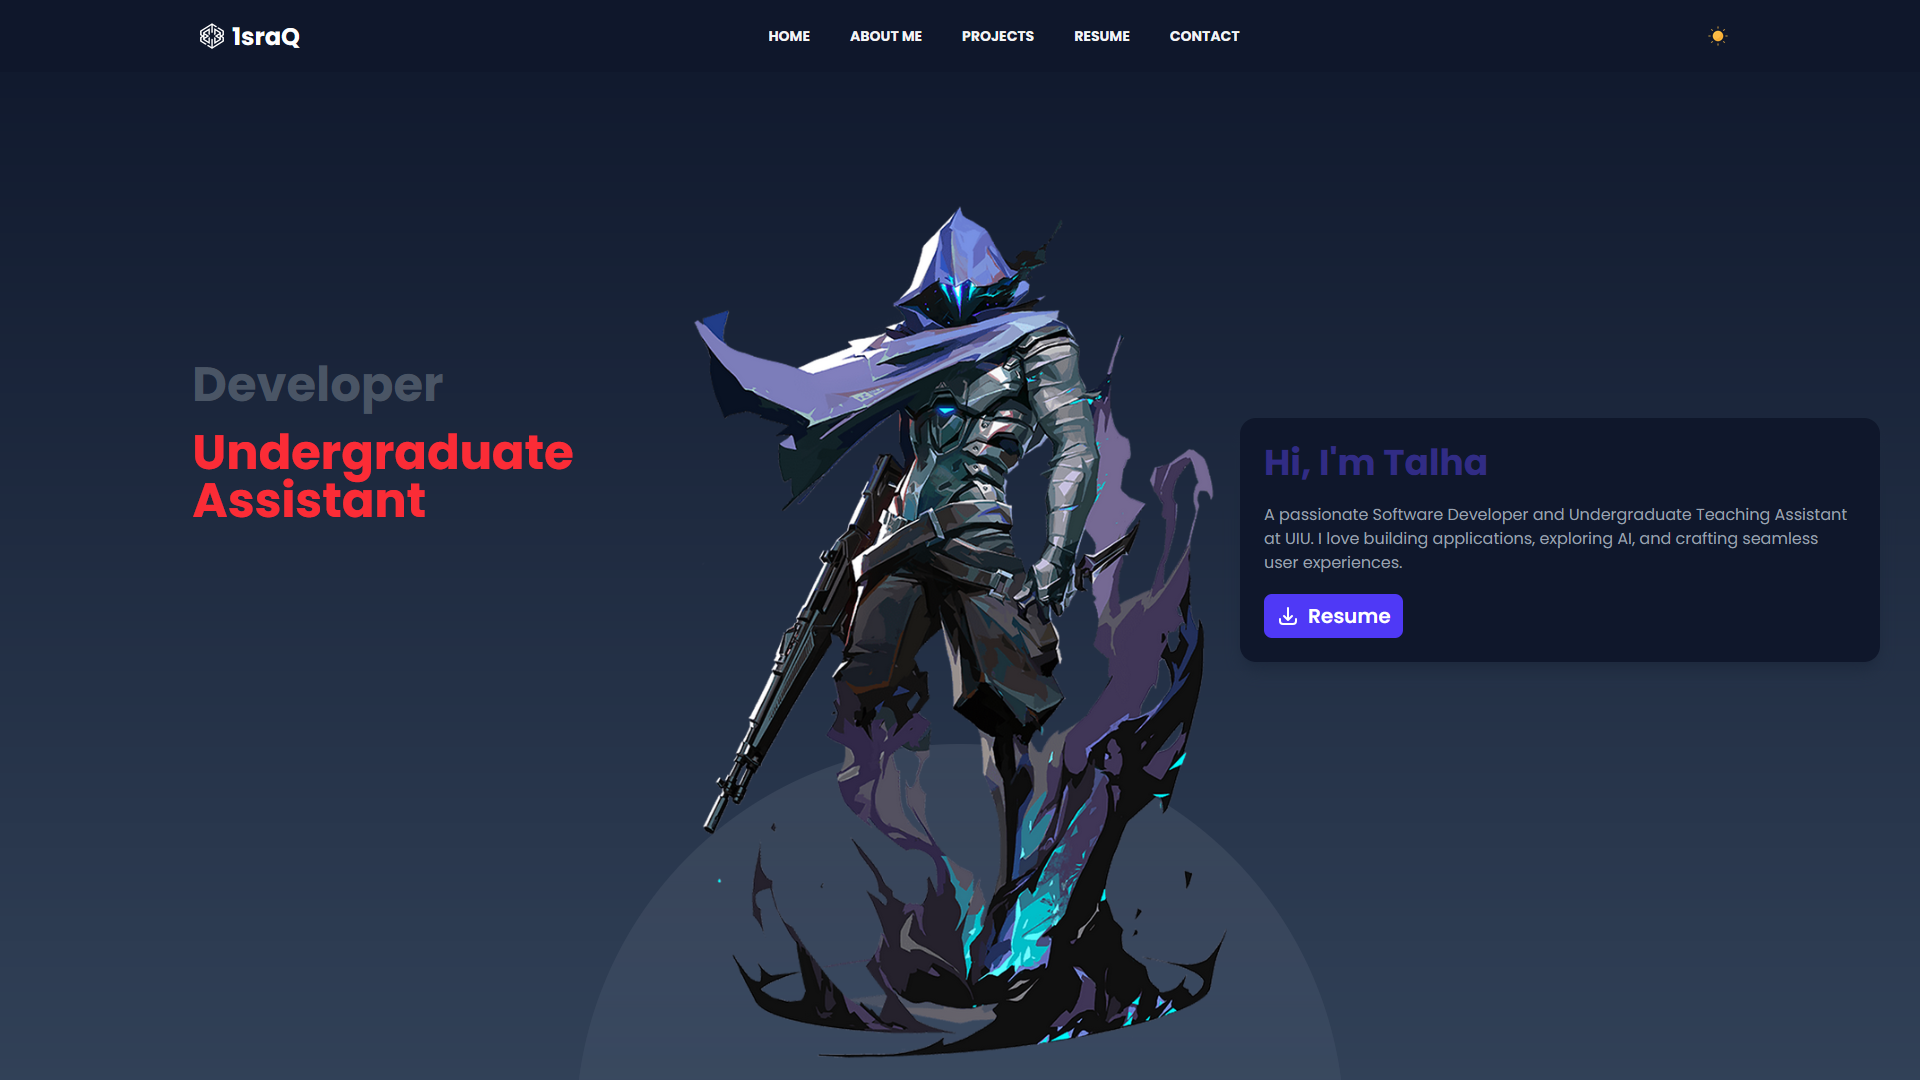 1sraQ
HOME
ABOUT ME
PROJECTS
RESUME
CONTACT
Developer
Undergraduate
Assistant
Hi, I'm Talha
A passionate Software Developer and Undergraduate Teaching Assistant
at UIU. I love building applications, exploring AI, and crafting seamless
user experiences.
Resume